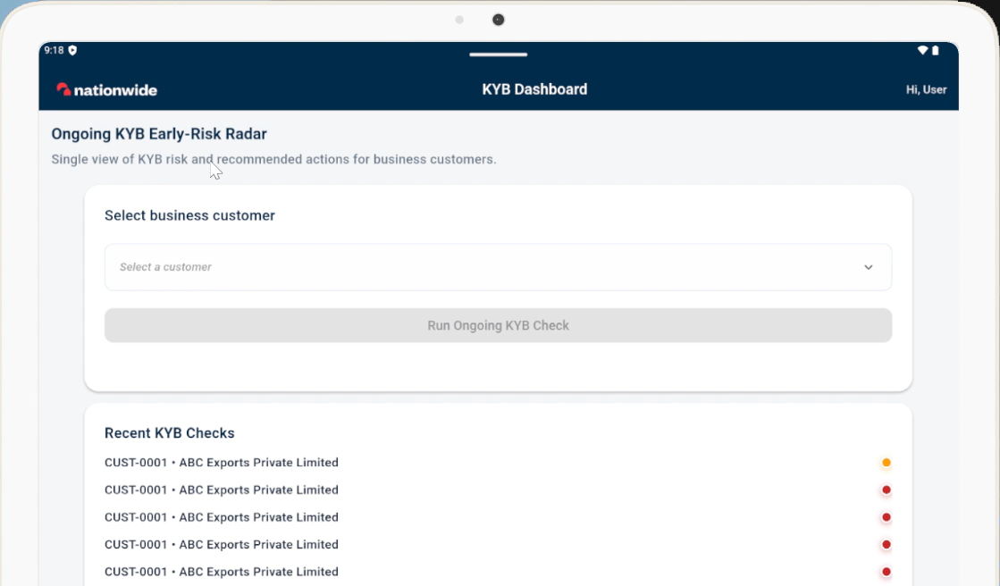 9:18
nationwide
KYB Dashboard
Hi, User
Ongoing KYB Early-Risk Radar
Single view of KYB risk and recommended actions for business customers.
Select business customer
Select a customer
Run Ongoing KYB Check
Recent KYB Checks
CUST-0001 • ABC Exports Private Limited
CUST-0001 • ABC Exports Private Limited
CUST-0001 • ABC Exports Private Limited
CUST-0001 • ABC Exports Private Limited
CUST-0001 • ABC Exports Private Limited